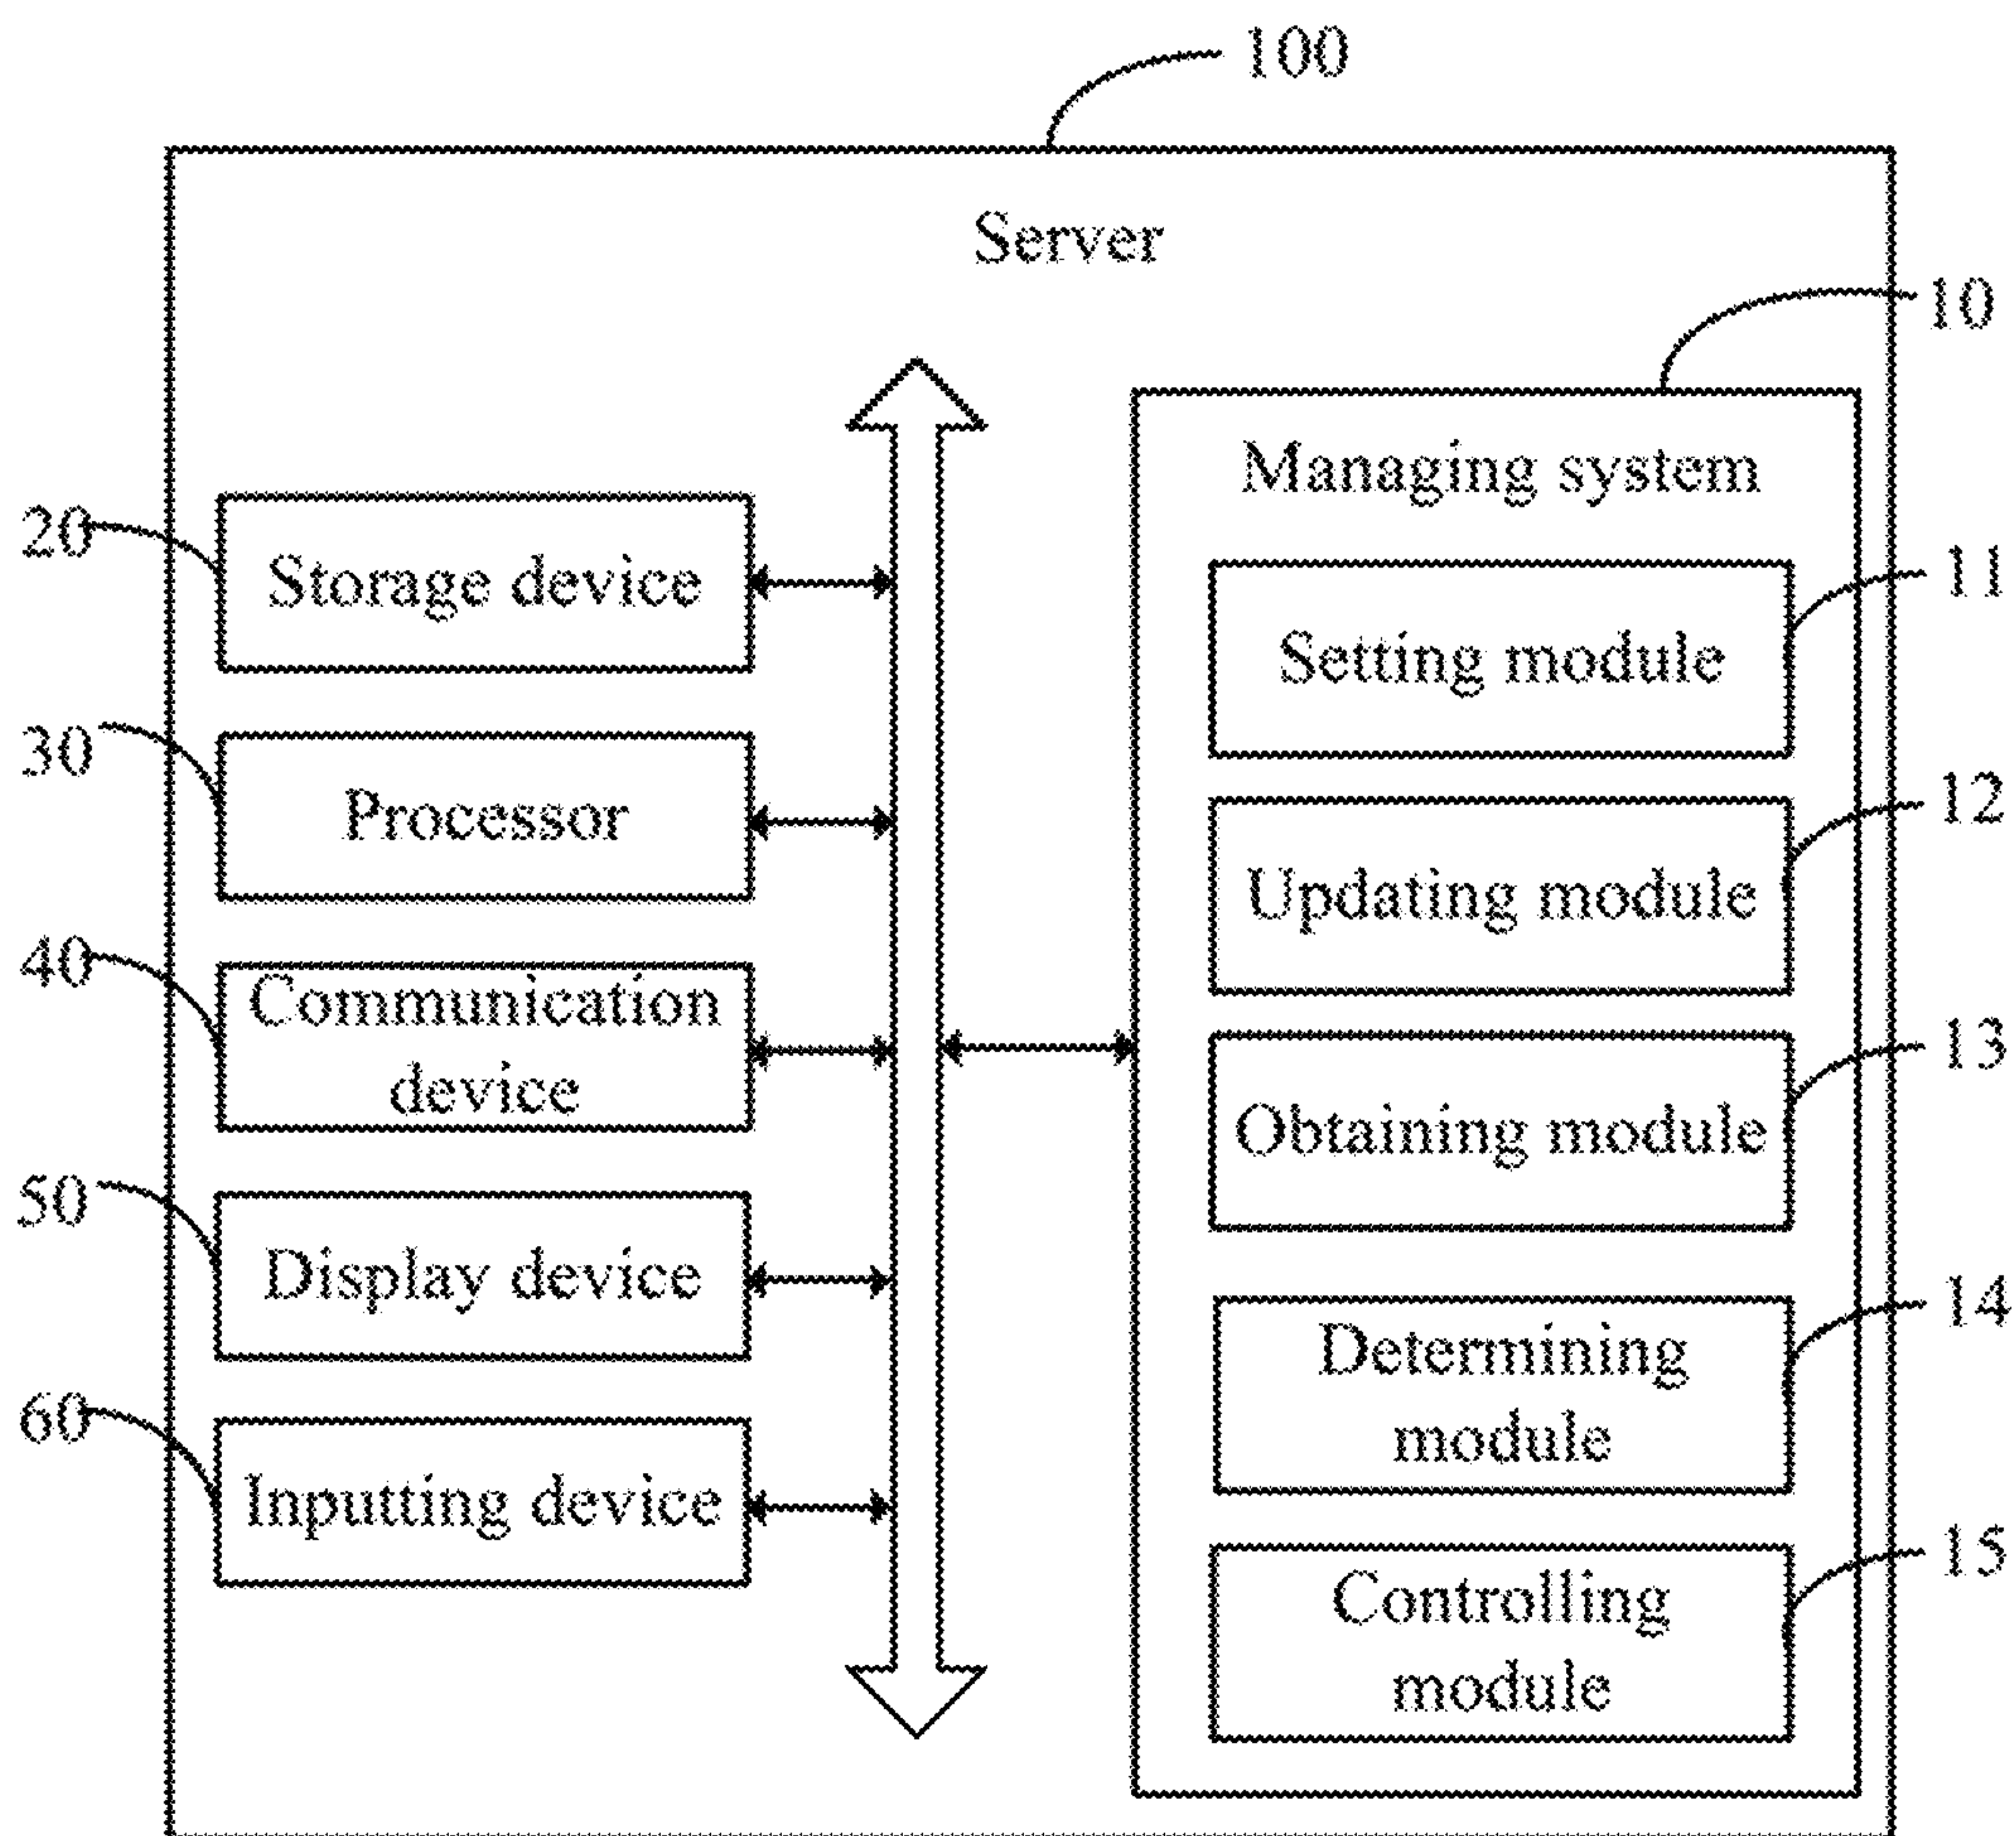 100
Server
10
Managing system
20
Storage device
11
Setting module
30
Processor
12
Updating module
40
Communication
device
13
Obtaining module
50
Display device
14
Determining
module
60
Inputting device
15
Controlling
module